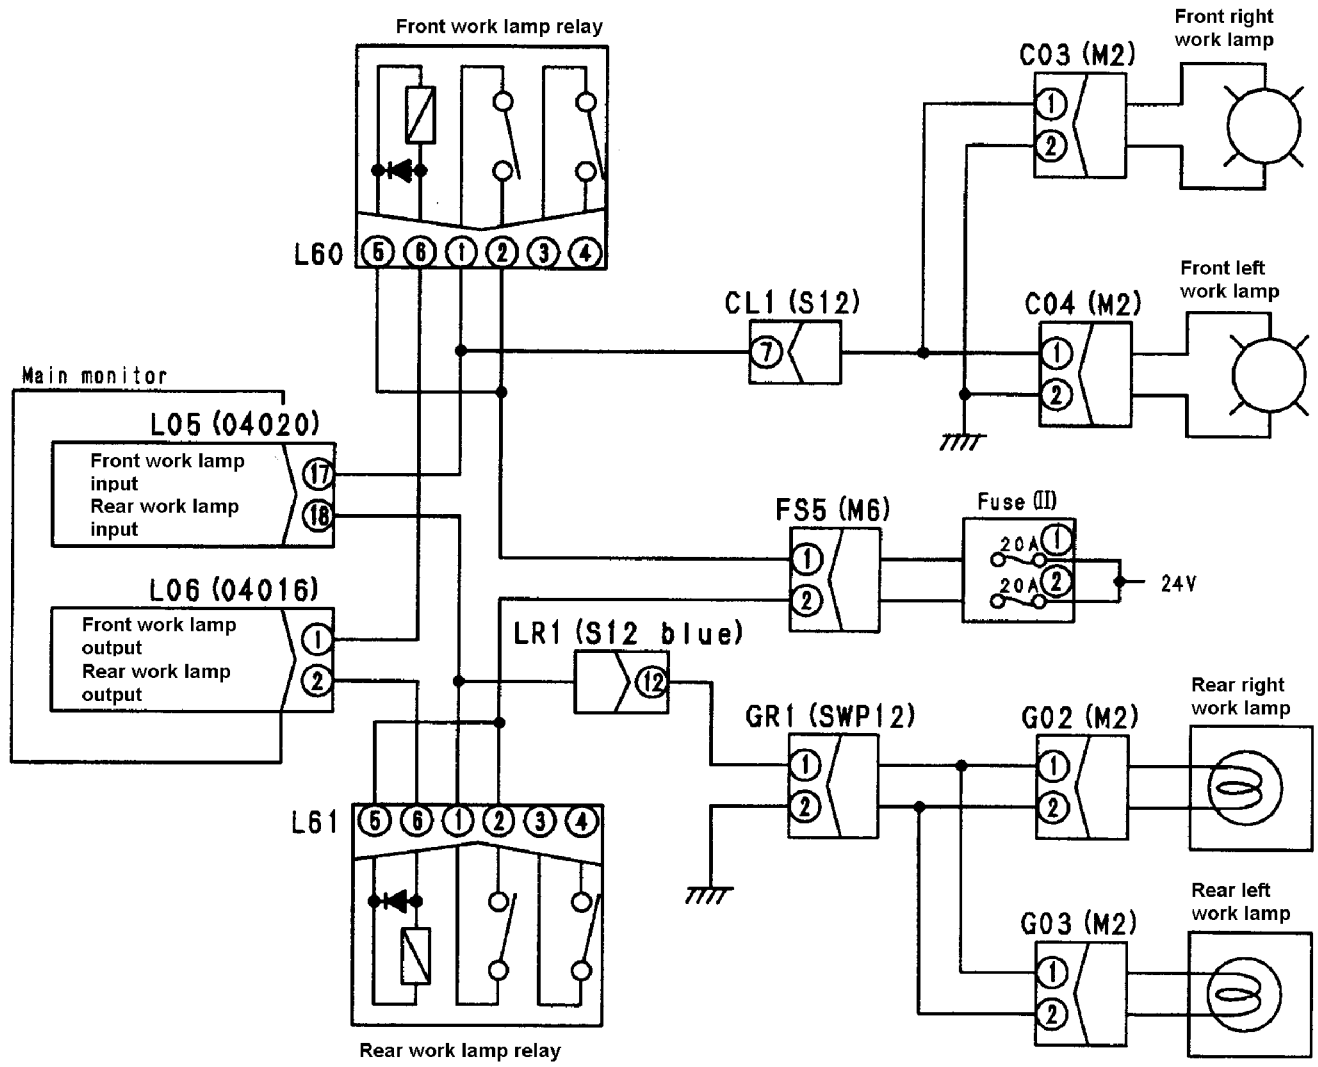 Front work lamp relay
5 6 1 2 3 4
L60
Front right
work lamp
C03 (M2)
1
2
Front left
work lamp
C04 (M2)
1
2
CL1 (S12)
7
Main monitor
L05 (04020)
Front work lamp
input
17
Rear work lamp
input
18
L06 (04016)
Front work lamp
output
1
Rear work lamp
output
2
FS5 (M6)
1
2
Fuse (II)
20A 1
20A 2
24V
LR1 (S12 blue)
12
GR1 (SWP12)
1
2
Rear right
work lamp
G02 (M2)
1
2
Rear left
work lamp
G03 (M2)
1
2
L61
5 6 1 2 3 4
Rear work lamp relay